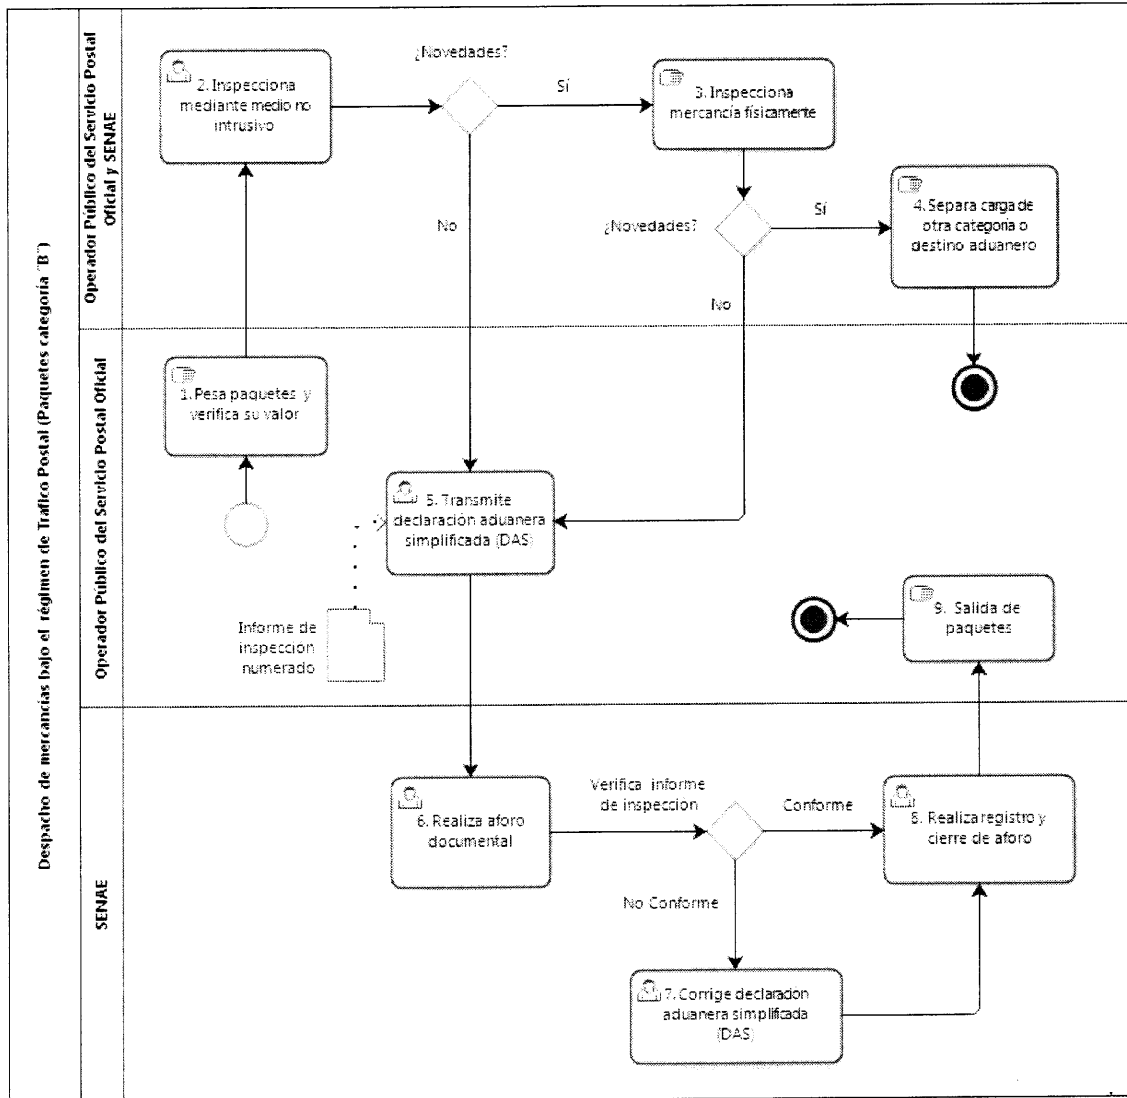 Despacho de mercancías bajo el régimen de Trafico Postal (Paquetes categoría ¨B¨)
Operador Público del Servicio Postal
Oficial y SENAE
¿Novedades?
2. Inspecciona
mediante medio no
intrusivo
Sí
3. Inspecciona
mercancía físicamente
No
¿Novedades?
Sí
4. Separa carga de
otra categoría o
destino aduanero
No
Operador Público del Servicio Postal Oficial
1. Pesa paquetes y
verifica su valor
5. Transmite
declaración aduanera
simplificada (DAS)
Informe de
inspección
numerado
9. Salida de
paquetes
SENAE
6. Realiza aforo
documental
Verifica informe
de inspección
Conforme
8. Realiza registro y
cierre de aforo
No Conforme
7. Corrige declaración
aduanera simplificada
(DAS)